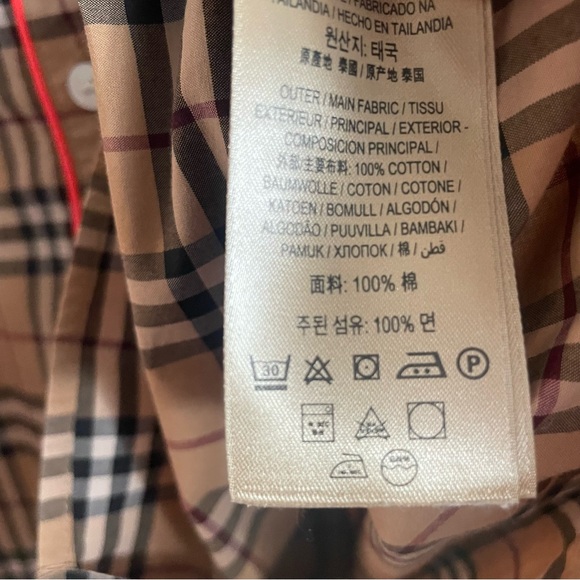 FABRICADO NA
TAILÂNDIA / HECHO EN TAILANDIA
원산지: 태국
原產地 泰國 / 原产地 泰国
OUTER / MAIN FABRIC / TISSU
EXTÉRIEUR / PRINCIPAL / EXTERIOR -
COMPOSICIÓN PRINCIPAL /
外部/主要布料: 100% COTTON /
BAUMWOLLE / COTON / COTONE /
KATOEN / BOMULL / ALGODÓN /
ALGODÃO / PUUVILLA / BAMBAKI /
PAMUK / ХЛОПОК / 棉 / قطن /
面料: 100% 棉
주된 섬유: 100% 면
30 P